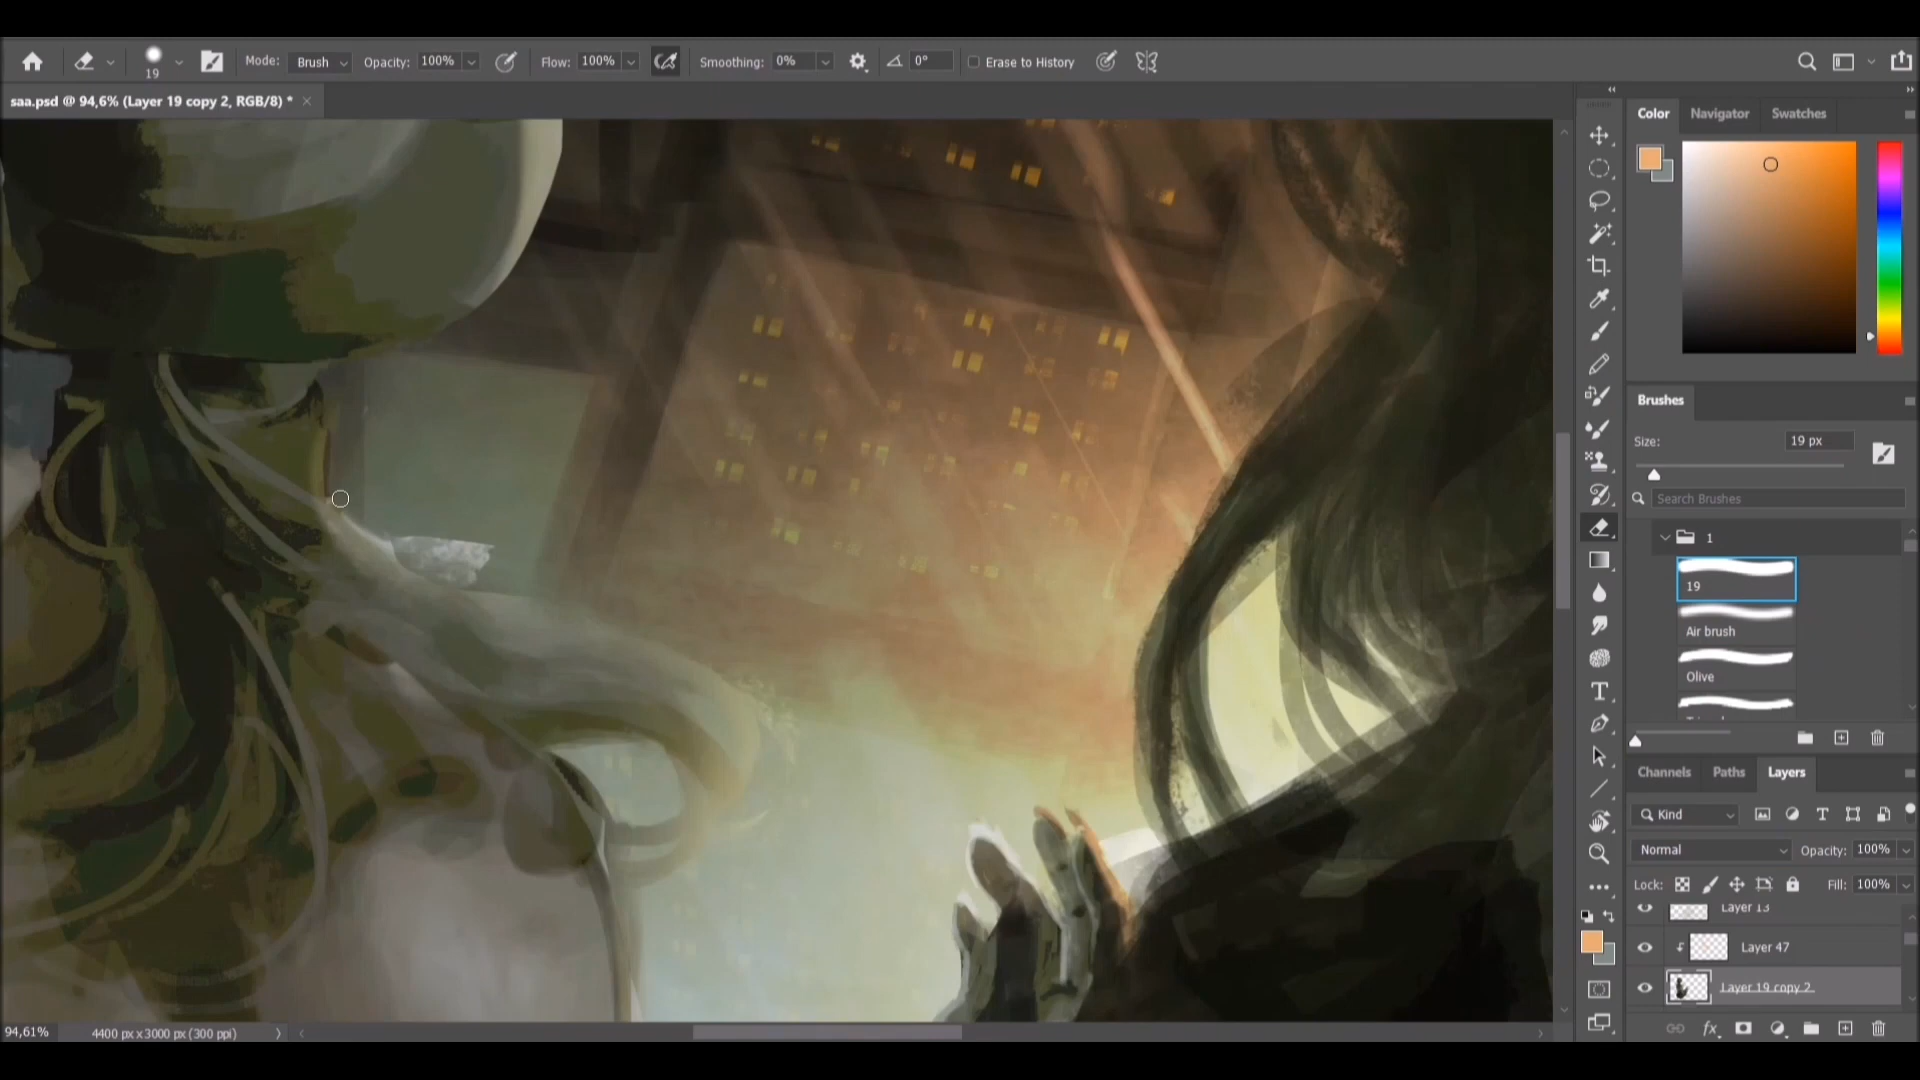 19
Mode:
Brush
Opacity:
100%
Flow:
100%
Smoothing:
0%
0°
Erase to History
saa.psd @ 94,6% (Layer 19 copy 2, RGB/8) *
Color
Navigator
Swatches
Brushes
Size:
19 px
Search Brushes
1
19
Air brush
Olive
Channels
Paths
Layers
Kind
Normal
Opacity:
100%
Lock:
Fill:
100%
Layer 13
Layer 47
Layer 19 copy 2
94,61%
4400 px x 3000 px (300 ppi)